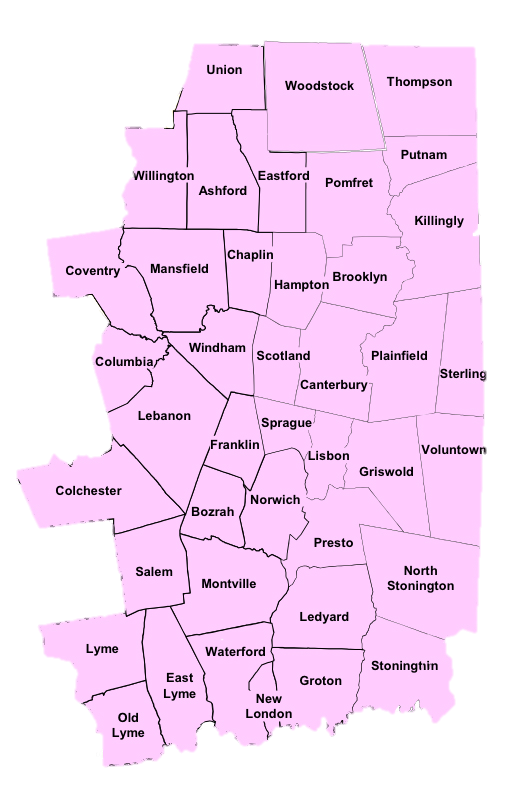 Union
Woodstock
Thompson
Putnam
Willington
Ashford
Eastford
Pomfret
Killingly
Coventry
Mansfield
Chaplin
Hampton
Brooklyn
Columbia
Windham
Scotland
Canterbury
Plainfield
Sterling
Lebanon
Franklin
Sprague
Lisbon
Griswold
Voluntown
Colchester
Bozrah
Norwich
Presto
Salem
Montville
North
Stonington
Ledyard
Lyme
East
Lyme
Waterford
Groton
Stoninghin
Old
Lyme
New
London